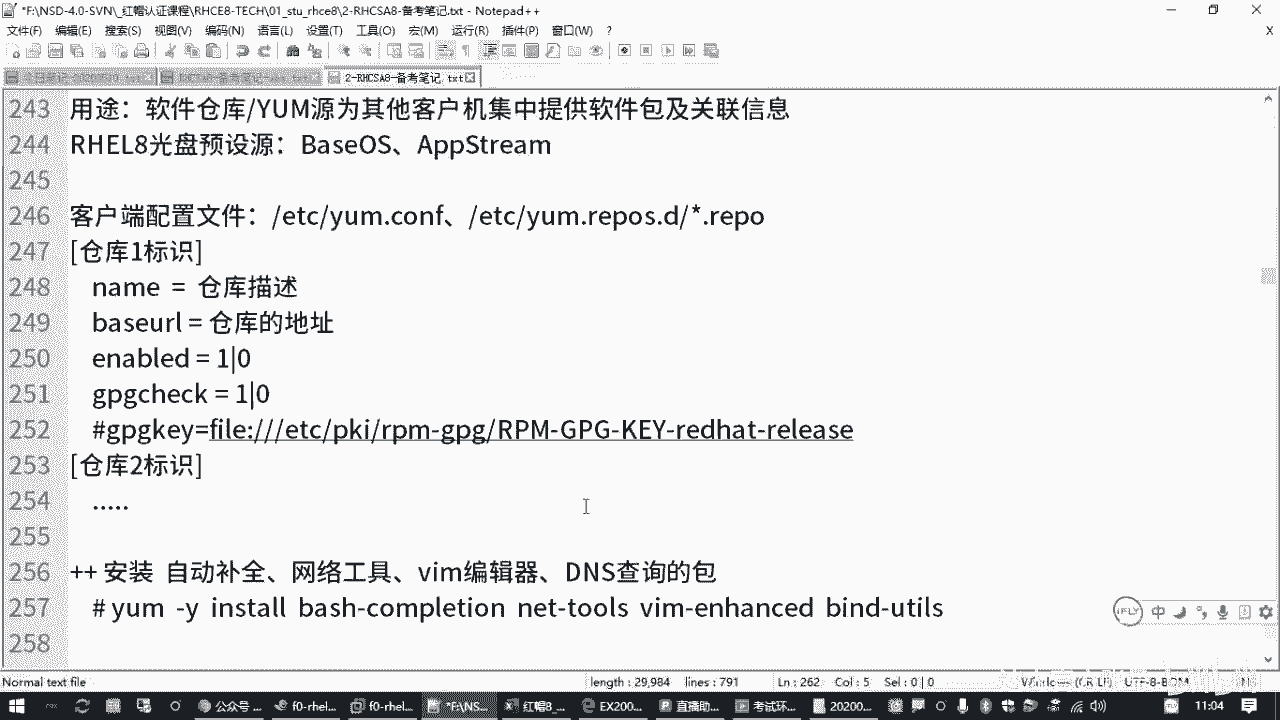 *F:\NSD-4.0-SVN\_红帽认证课程\RHCE8-TECH\01_stu_rhce8\2-RHCSA8-备考笔记.txt - Notepad++
文件(F) 编辑(E) 搜索(S) 视图(V) 编码(N) 语言(L) 设置(T) 工具(O) 宏(M) 运行(R) 插件(P) 窗口(W) ? X
2-RHCSA8-备考笔记.txt
243 用途：软件仓库/YUM源为其他客户机集中提供软件包及关联信息
244 RHEL8光盘预设源：BaseOS、AppStream
245
246 客户端配置文件：/etc/yum.conf、/etc/yum.repos.d/*.repo
247 [仓库1标识]
248 name = 仓库描述
249 baseurl = 仓库的地址
250 enabled = 1|0
251 gpgcheck = 1|0
252 #gpgkey=file:///etc/pki/rpm-gpg/RPM-GPG-KEY-redhat-release
253 [仓库2标识]
254 .....
255
256 ++ 安装 自动补全、网络工具、vim编辑器、DNS查询的包
257 # yum -y install bash-completion net-tools vim-enhanced bind-utils
258
iFLY 中
Normal text file length : 29,984 lines : 791 Ln : 262 Col : 5 Sel : 0 | 0 UTF-8-BOM
公众号 ... f0-rhel... f0-rhel... *F:\NS... 红帽8_... EX200... 直播助... 考试环... 20200... 11:04